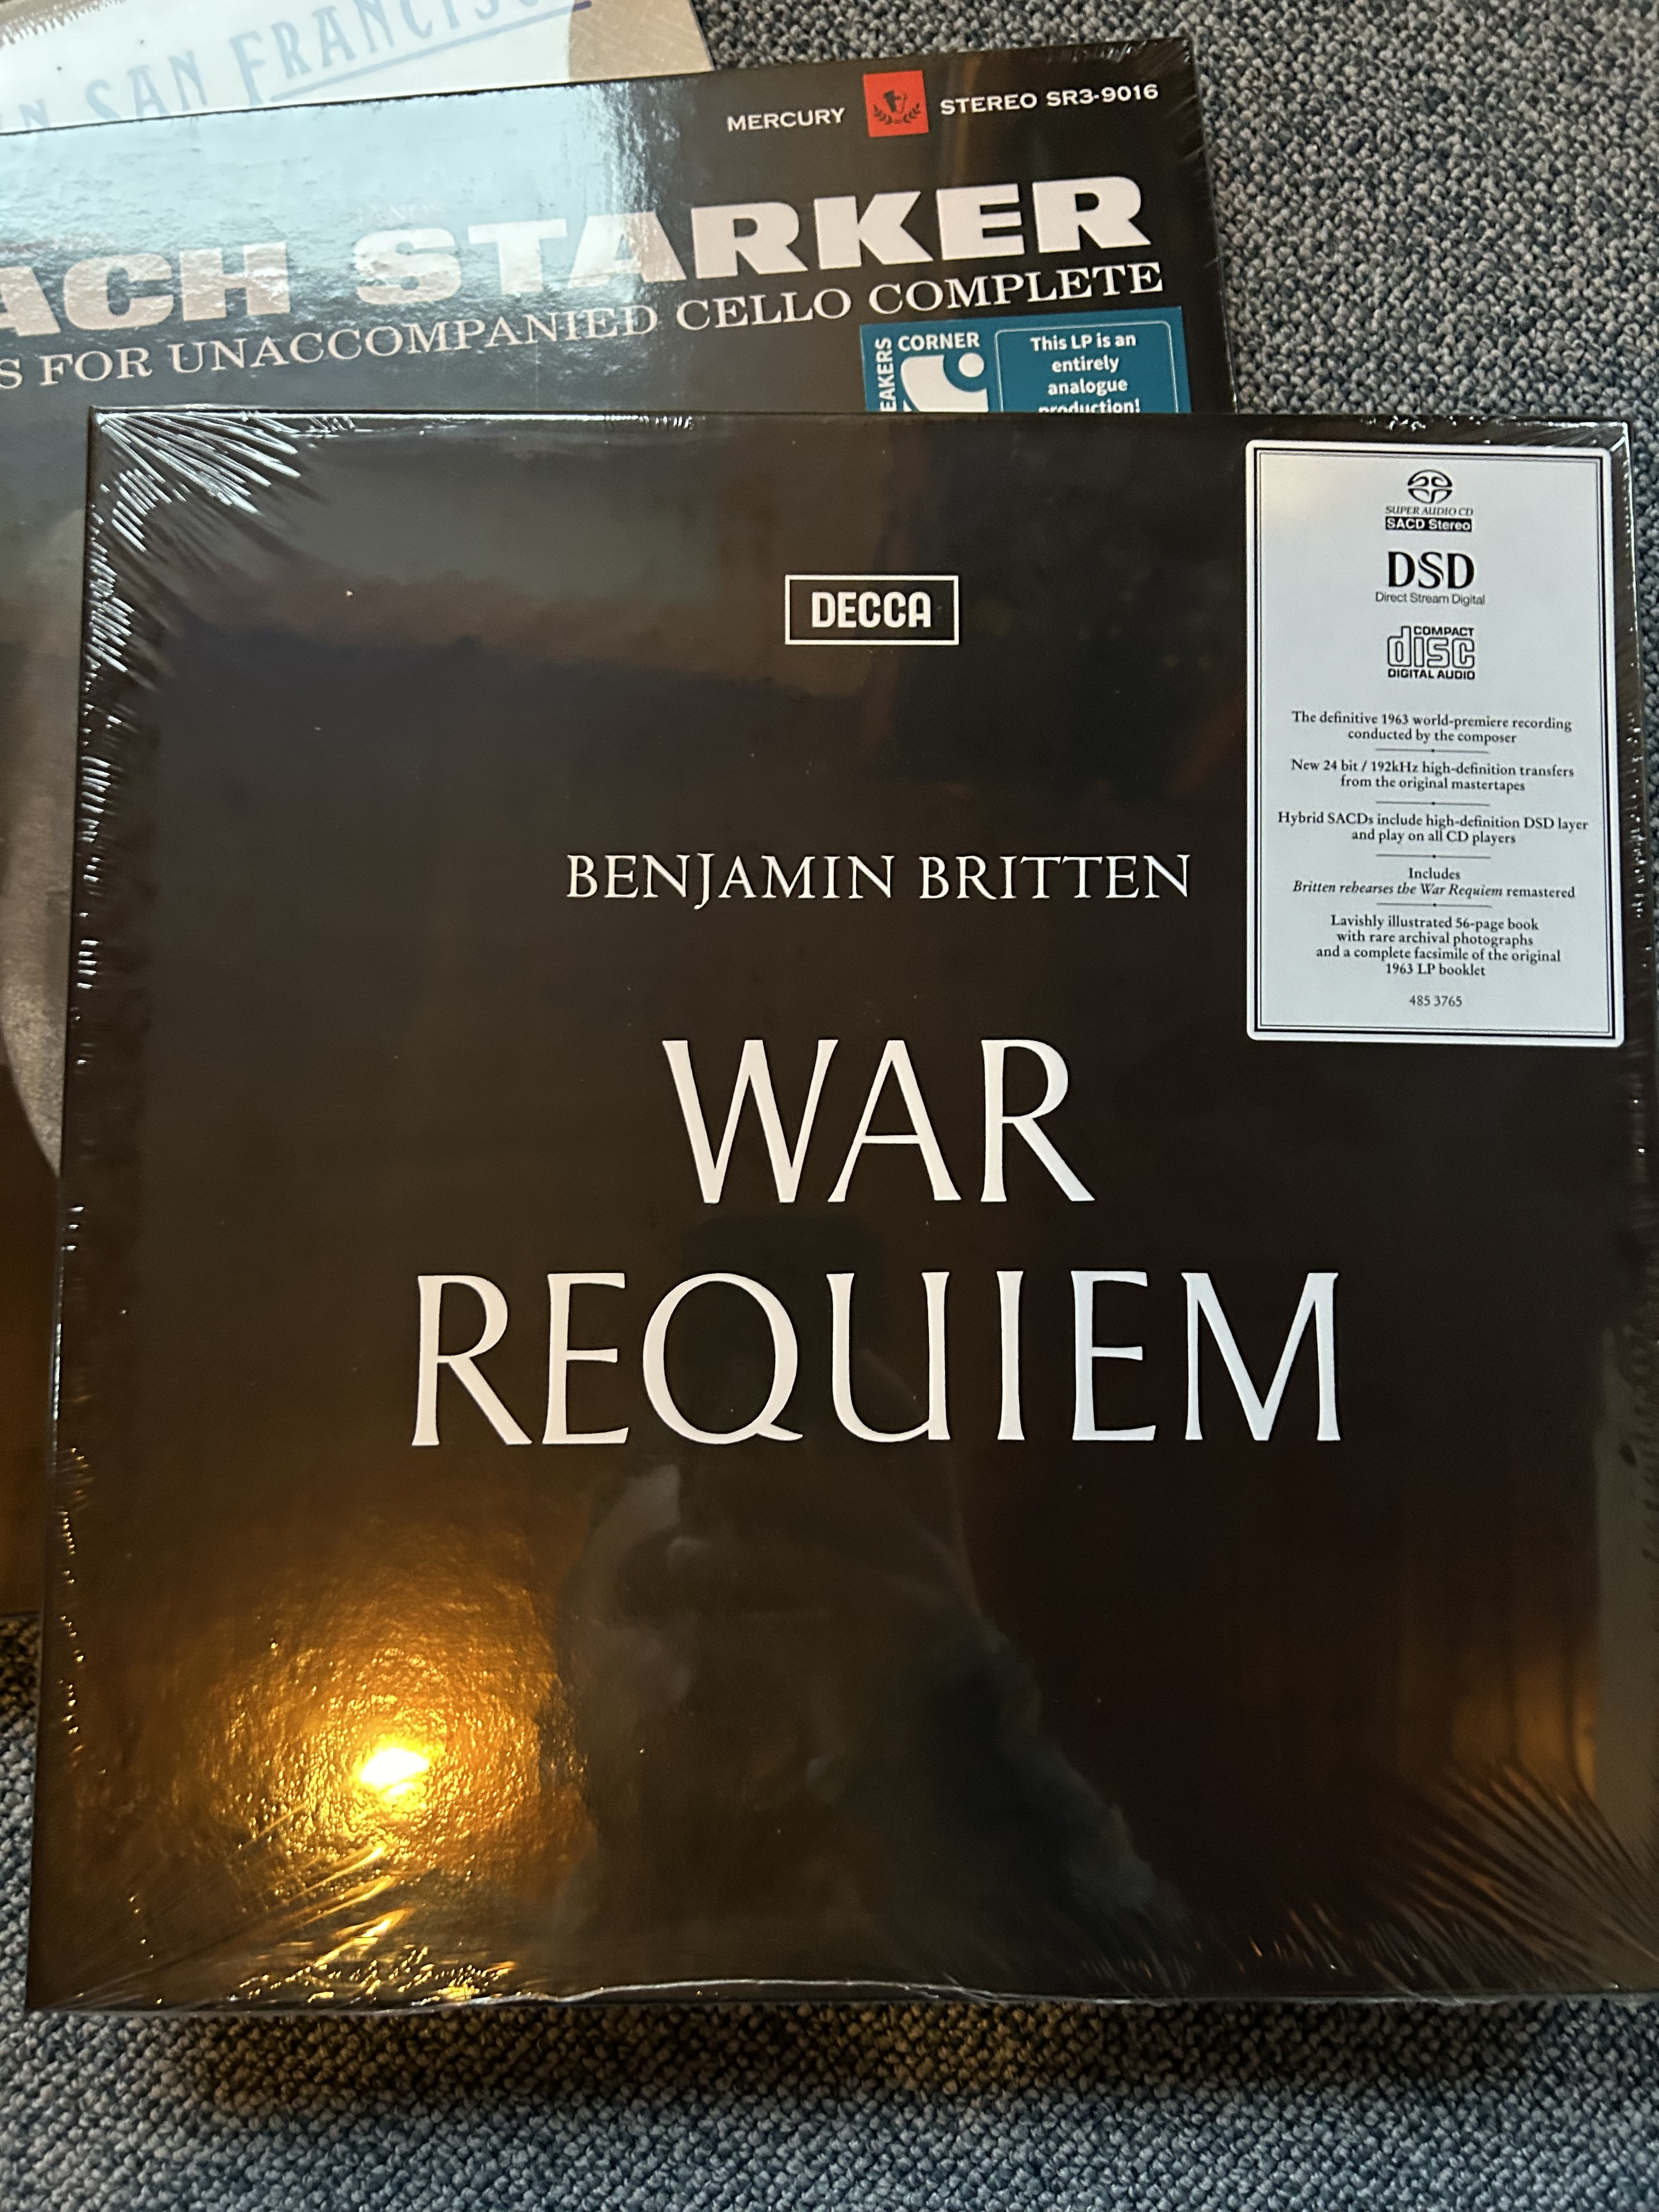 SAN FRANCISCO
MERCURY
STEREO SR3-9016
ACH STARKER
S FOR UNACCOMPANIED CELLO COMPLETE
EAKERS
CORNER
This LP is an
entirely
analogue
production!
SUPER AUDIO CD
SACD Stereo
DSD
Direct Stream Digital
COMPACT
disc
DIGITAL AUDIO
The definitive 1963 world-premiere recording
conducted by the composer
New 24 bit / 192kHz high-definition transfers
from the original mastertapes
Hybrid SACDs include high-definition DSD layer
and play on all CD players
Includes
Britten rehearses the War Requiem remastered
Lavishly illustrated 56-page book
with rare archival photographs
and a complete facsimile of the original
1963 LP booklet
485 3765
DECCA
BENJAMIN BRITTEN
WAR
REQUIEM